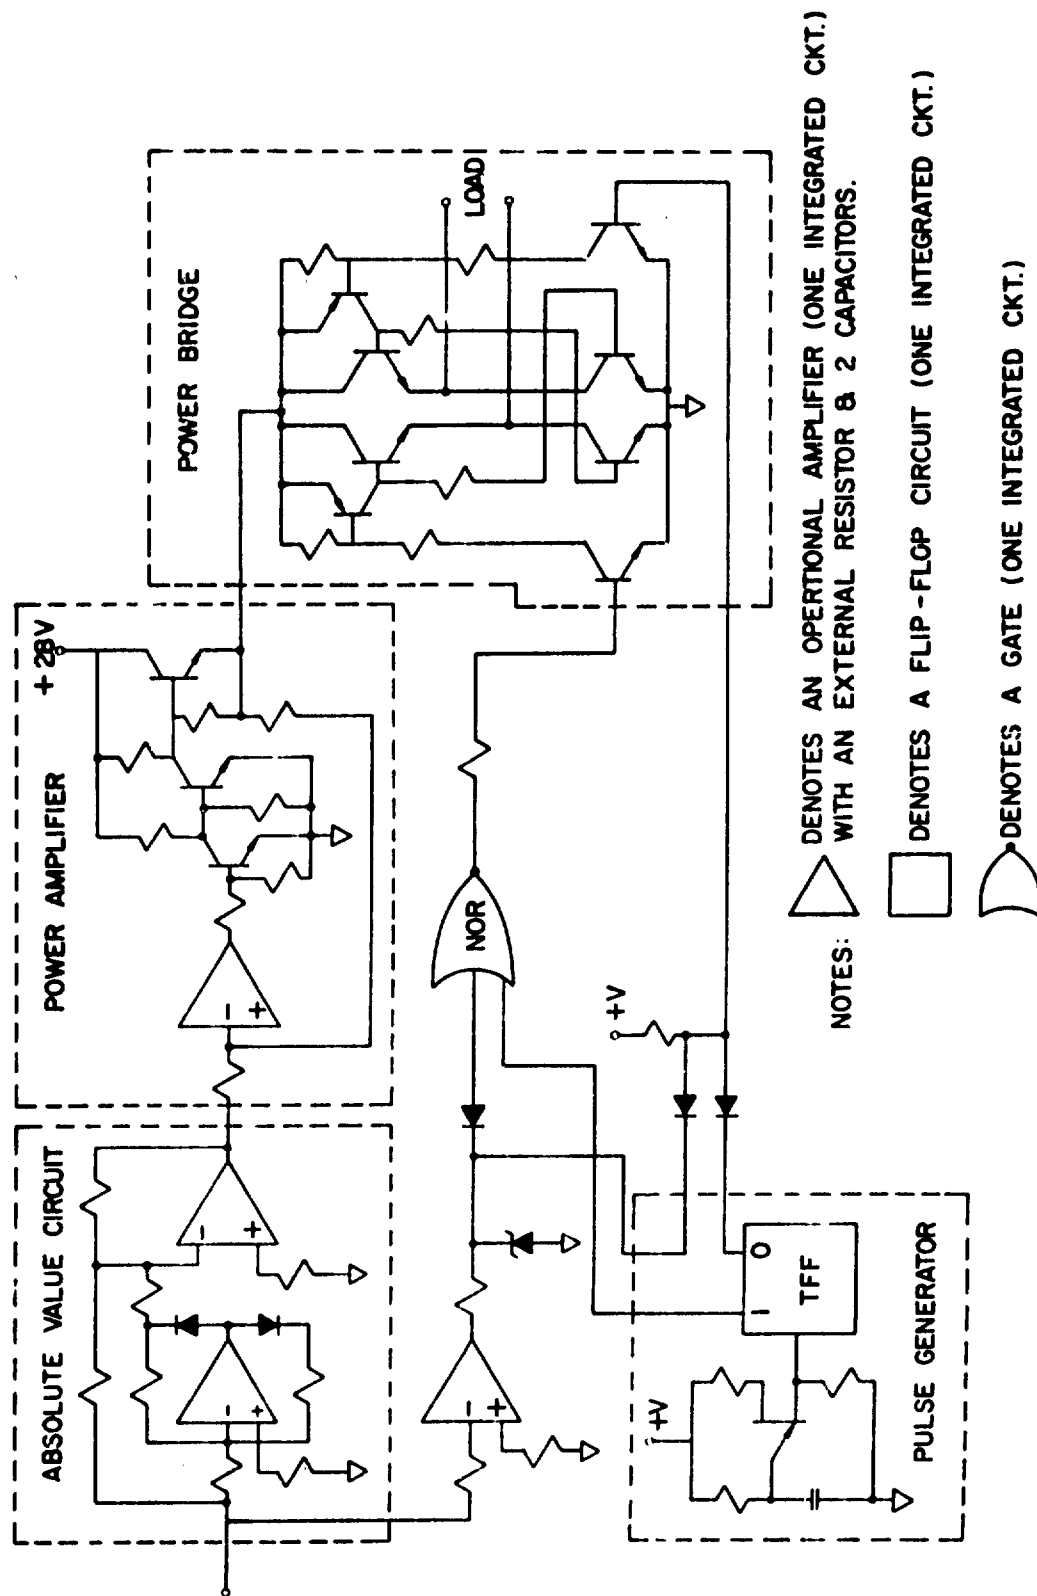 ABSOLUTE VALUE CIRCUIT
-
+
-
+
POWER AMPLIFIER
+28V
-
+
POWER BRIDGE
LOAD
-
+
NOR
+V
PULSE GENERATOR
+V
1
0
TFF
NOTES:
DENOTES AN OPERTIONAL AMPLIFIER (ONE INTEGRATED CKT.)
WITH AN EXTERNAL RESISTOR & 2 CAPACITORS.
DENOTES A FLIP-FLOP CIRCUIT (ONE INTEGRATED CKT.)
DENOTES A GATE (ONE INTEGRATED CKT.)